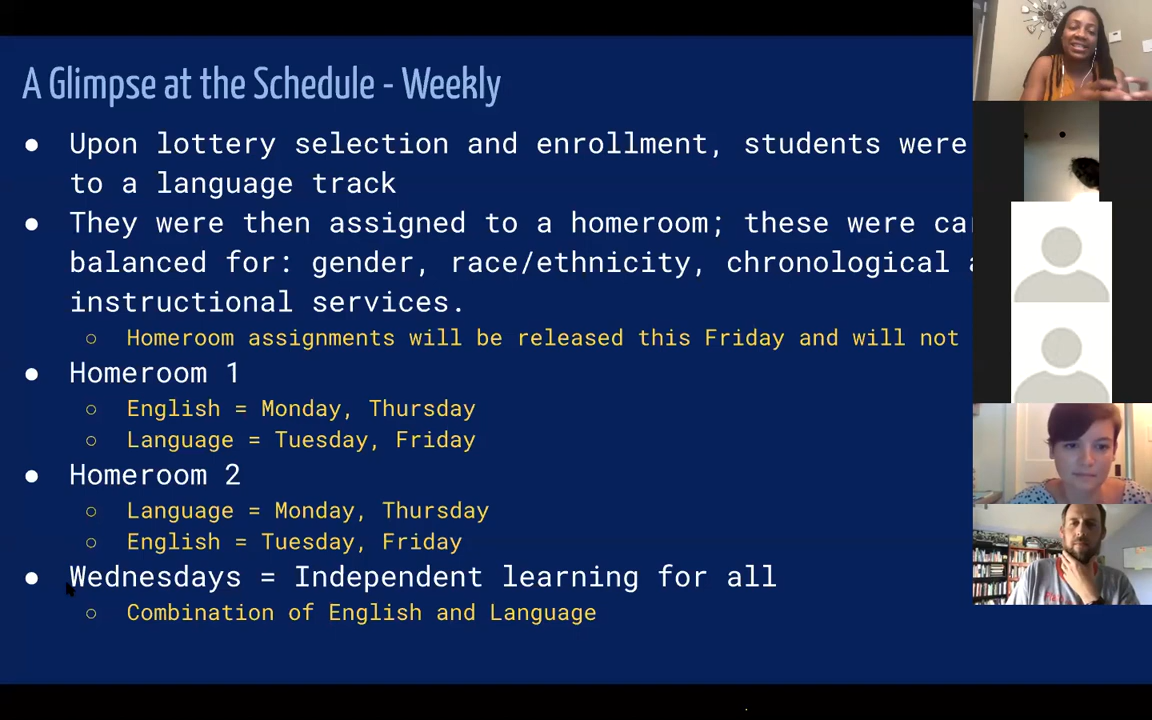 A Glimpse at the Schedule - Weekly
● Upon lottery selection and enrollment, students were
to a language track
● They were then assigned to a homeroom; these were
balanced for: gender, race/ethnicity, chronological
instructional services.
○ Homeroom assignments will be released this Friday and will not
● Homeroom 1
○ English = Monday, Thursday
○ Language = Tuesday, Friday
● Homeroom 2
○ Language = Monday, Thursday
○ English = Tuesday, Friday
● Wednesdays = Independent learning for all
○ Combination of English and Language